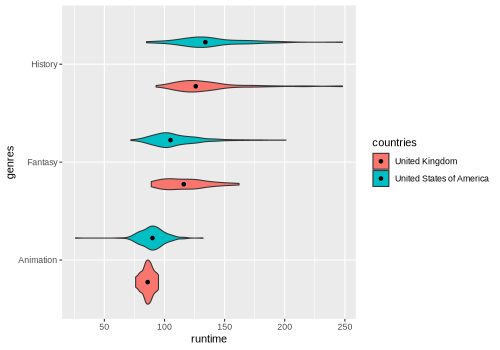 genres
History
Fantasy
Animation
50
100
150
200
250
runtime
countries
United Kingdom
United States of America